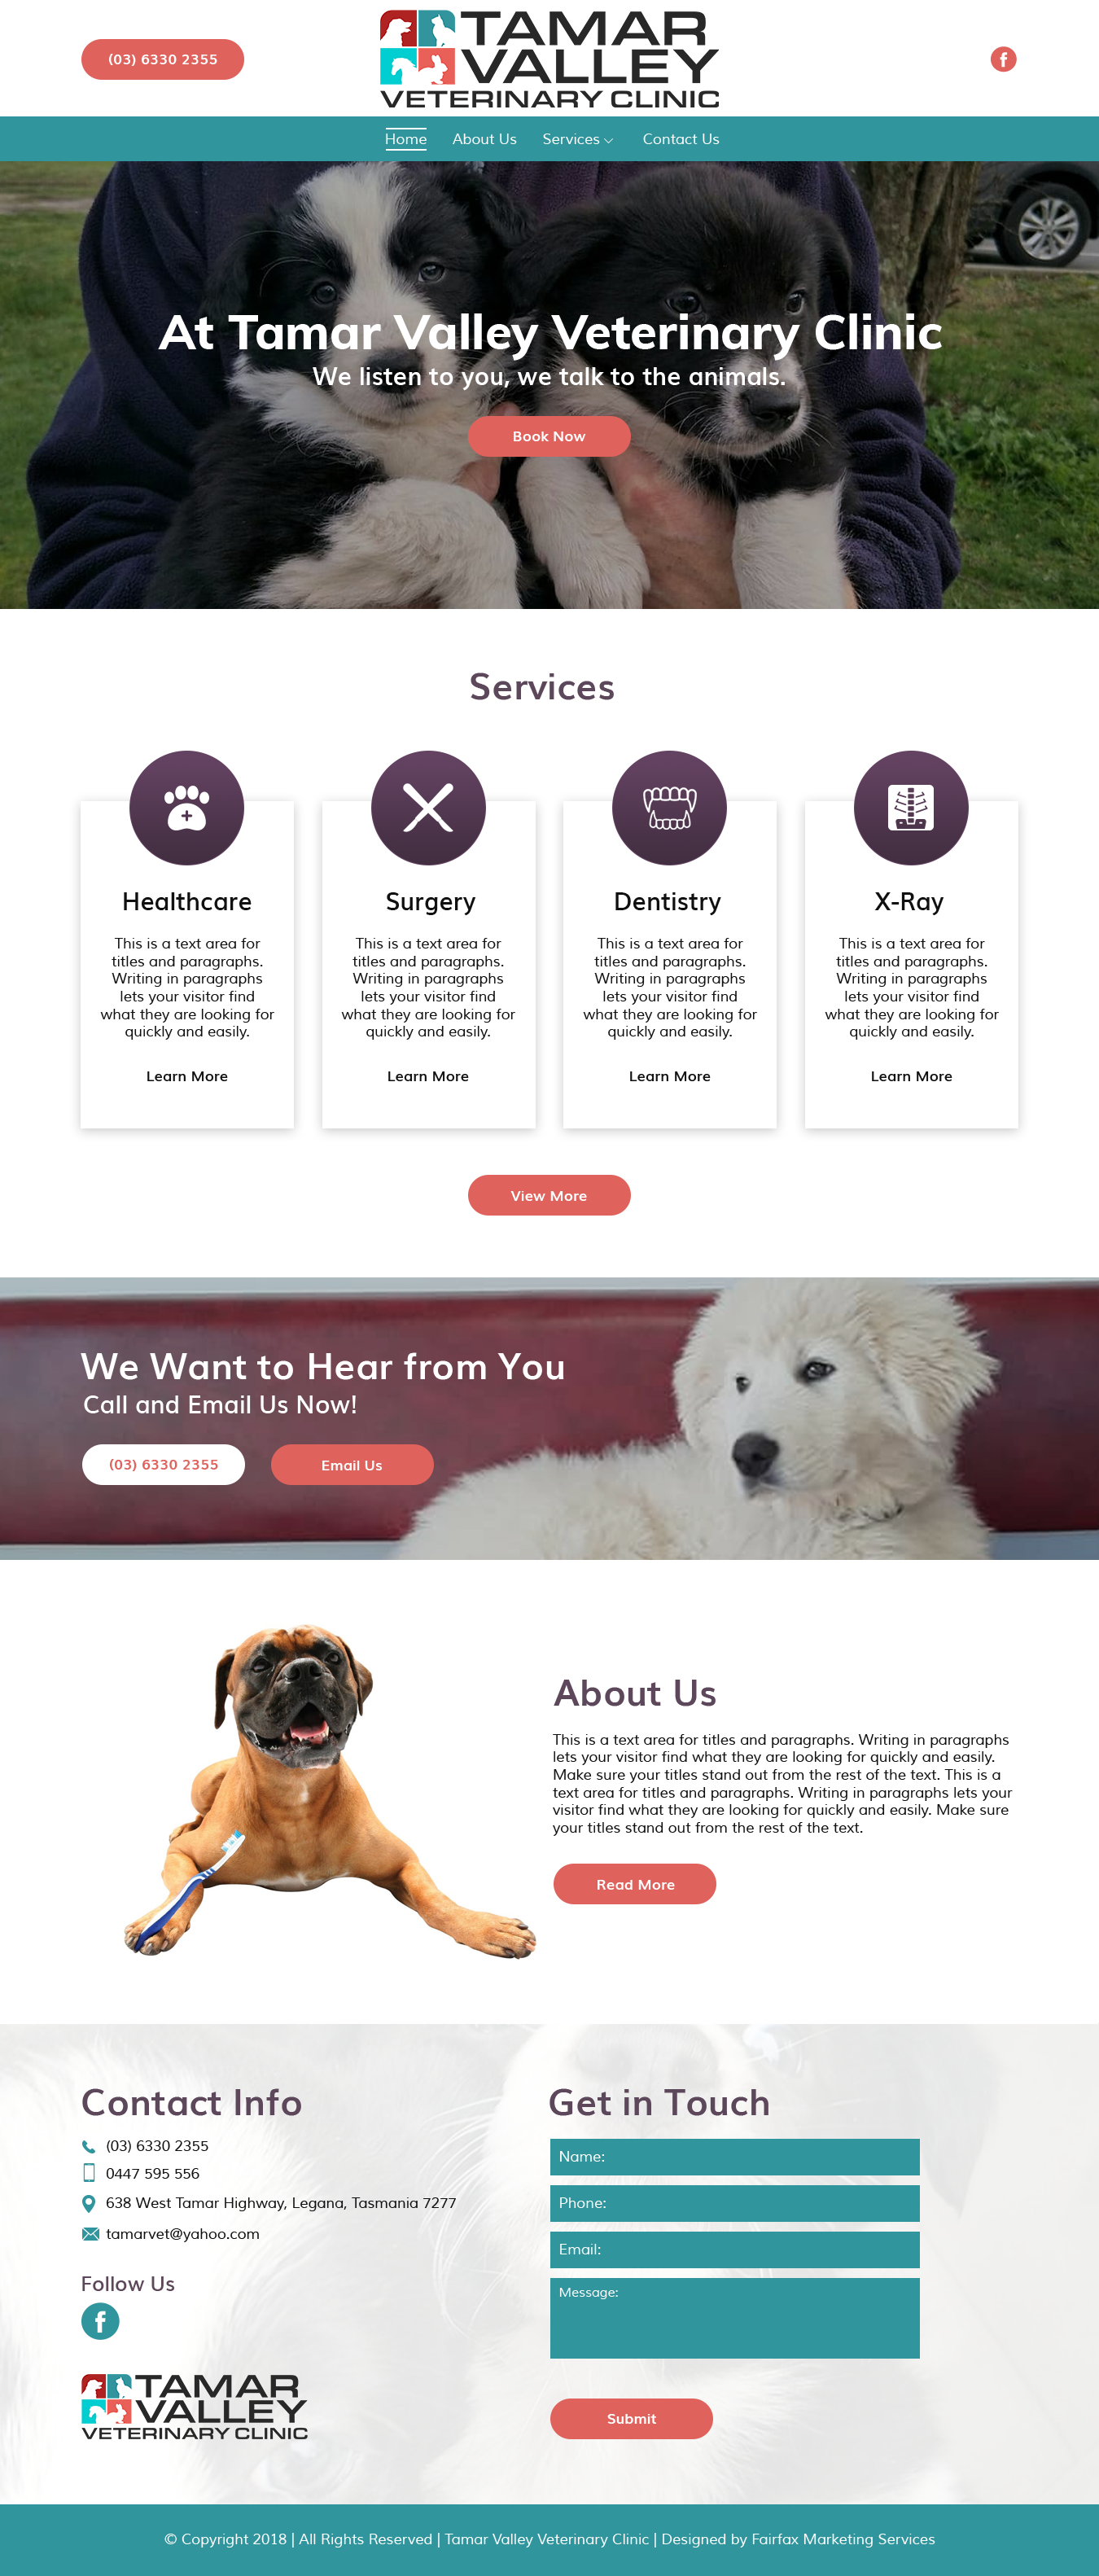 (03) 6330 2355
TAMAR
VALLEY
VETERINARY CLINIC
Home
About Us
Services
Contact Us
At Tamar Valley Veterinary Clinic
We listen to you, we talk to the animals.
Book Now
Services
Healthcare
This is a text area for
titles and paragraphs.
Writing in paragraphs
lets your visitor find
what they are looking for
quickly and easily.
Learn More
Surgery
This is a text area for
titles and paragraphs.
Writing in paragraphs
lets your visitor find
what they are looking for
quickly and easily.
Learn More
Dentistry
This is a text area for
titles and paragraphs.
Writing in paragraphs
lets your visitor find
what they are looking for
quickly and easily.
Learn More
X-Ray
This is a text area for
titles and paragraphs.
Writing in paragraphs
lets your visitor find
what they are looking for
quickly and easily.
Learn More
View More
We Want to Hear from You
Call and Email Us Now!
(03) 6330 2355
Email Us
About Us
This is a text area for titles and paragraphs. Writing in paragraphs
lets your visitor find what they are looking for quickly and easily.
Make sure your titles stand out from the rest of the text. This is a
text area for titles and paragraphs. Writing in paragraphs lets your
visitor find what they are looking for quickly and easily. Make sure
your titles stand out from the rest of the text.
Read More
Contact Info
(03) 6330 2355
0447 595 556
638 West Tamar Highway, Legana, Tasmania 7277
tamarvet@yahoo.com
Follow Us
TAMAR
VALLEY
VETERINARY CLINIC
Get in Touch
Name:
Phone:
Email:
Message:
Submit
© Copyright 2018 | All Rights Reserved | Tamar Valley Veterinary Clinic | Designed by Fairfax Marketing Services